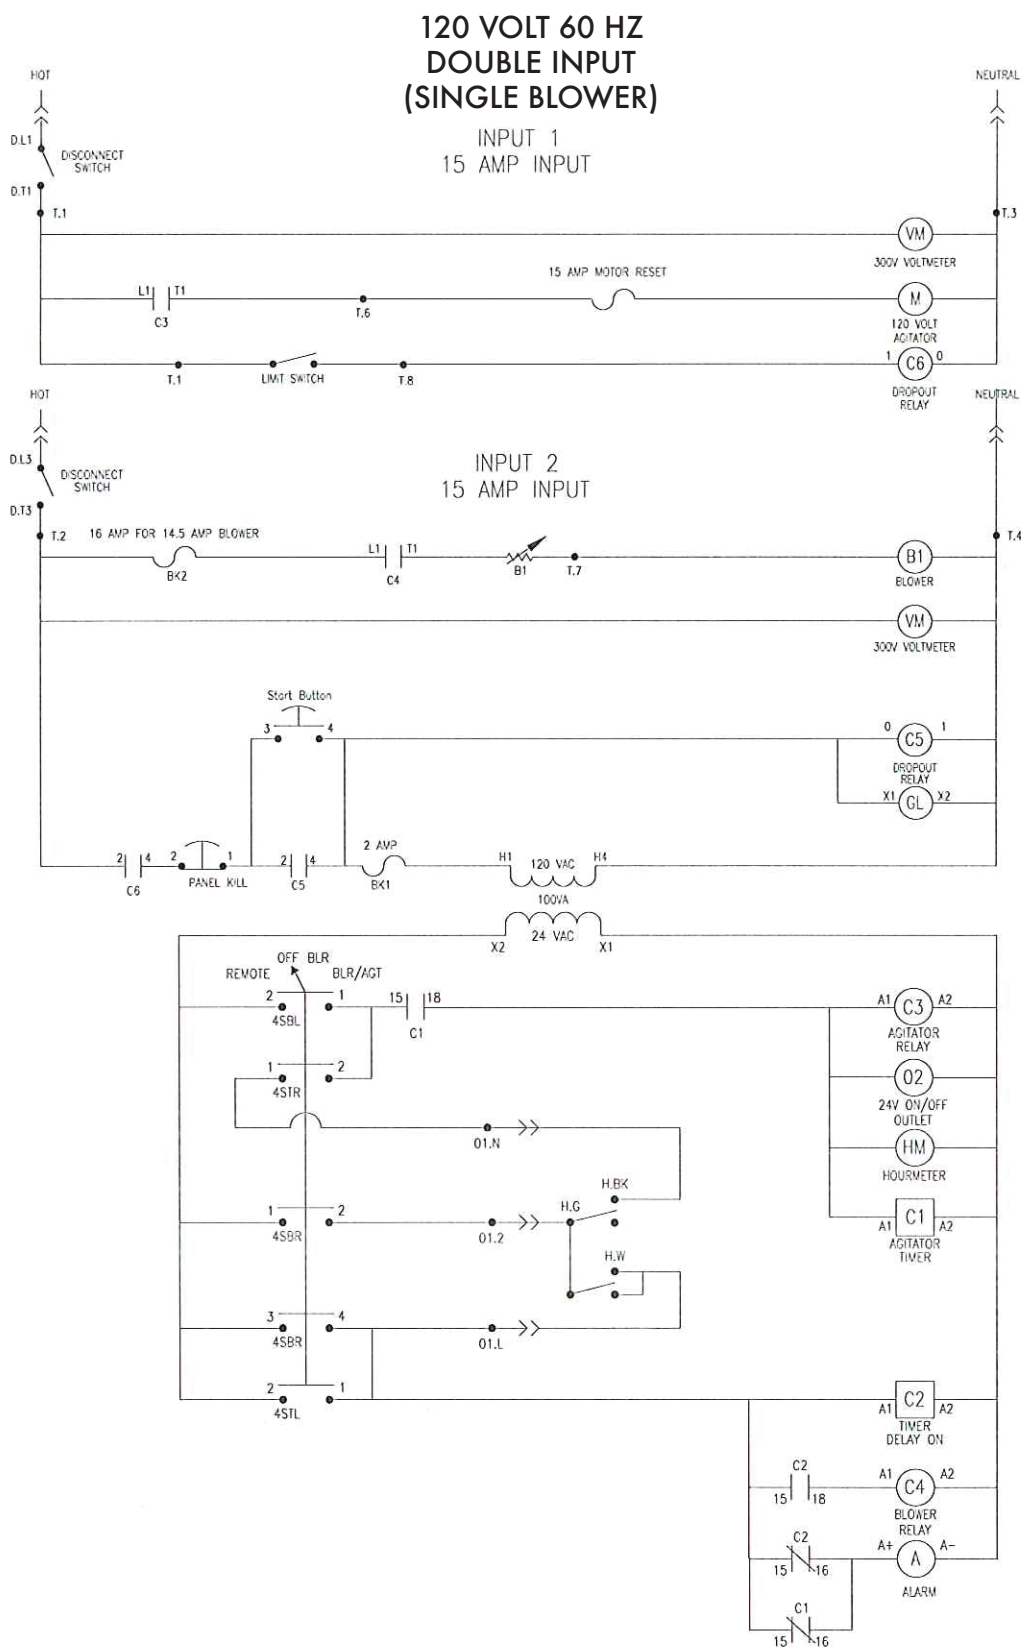 120 VOLT 60 HZ
DOUBLE INPUT
(SINGLE BLOWER)
HOT
NEUTRAL
INPUT 1
15 AMP INPUT
D.L1
DISCONNECT
SWITCH
D.T1
T.1
T.3
VM
300V VOLTMETER
15 AMP MOTOR RESET
L1
T1
C3
T.6
M
120 VOLT
AGITATOR
T.1
LIMIT SWITCH
T.8
1
C6
0
DROPOUT
RELAY
HOT
NEUTRAL
INPUT 2
15 AMP INPUT
D.L3
DISCONNECT
SWITCH
D.T3
T.2
T.4
16 AMP FOR 14.5 AMP BLOWER
BK2
L1
T1
C4
B1
T.7
B1
BLOWER
VM
300V VOLTMETER
Start Button
3
4
0
C5
1
DROPOUT
RELAY
X1
GL
X2
2
4
C6
2
1
PANEL KILL
2
4
C5
2 AMP
BK1
H1
120 VAC
H4
100VA
X2
24 VAC
X1
OFF BLR
REMOTE
BLR/AGT
2
1
4SBL
15
18
C1
A1
C3
A2
AGITATOR
RELAY
1
2
4STR
O2
24V ON/OFF
OUTLET
O1.N
HM
HOURMETER
H.BK
H.G
1
2
4SBR
O1.2
A1
C1
A2
AGITATOR
TIMER
H.W
3
4
4SBR
O1.L
2
1
4STL
A1
C2
A2
TIMER
DELAY ON
C2
15
18
A1
C4
A2
BLOWER
RELAY
C2
15
16
A+
A
A-
ALARM
C1
15
16